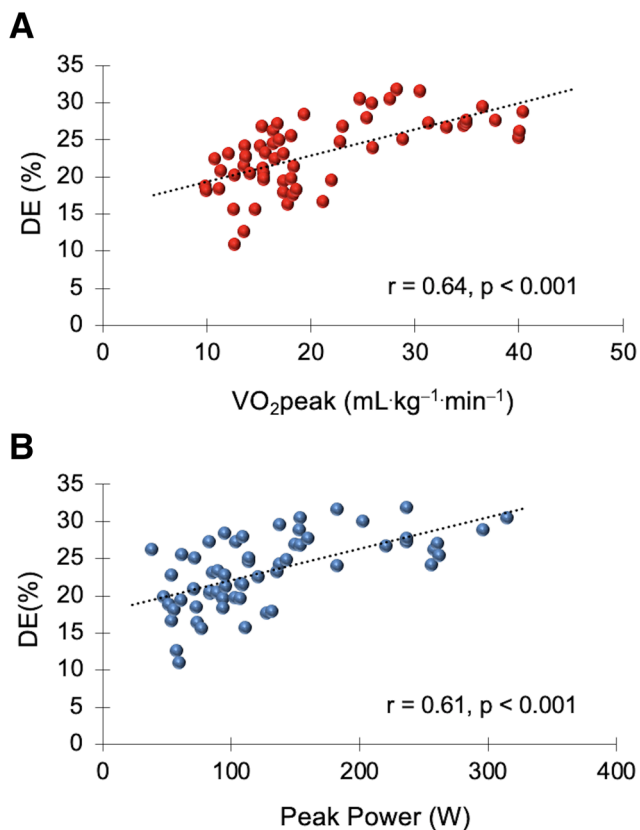 A
35
30
25
20
15
10
5
0
DE (%)
r = 0.64, p < 0.001
0 10 20 30 40 50
VO₂peak (mL·kg⁻¹·min⁻¹)
B
35
30
25
20
15
10
5
0
DE(%)
r = 0.61, p < 0.001
0 100 200 300 400
Peak Power (W)